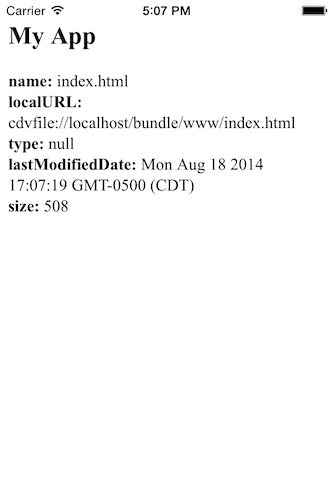 Carrier 5:07 PM
My App
name: index.html
localURL:
cdvfile://localhost/bundle/www/index.html
type: null
lastModifiedDate: Mon Aug 18 2014
17:07:19 GMT-0500 (CDT)
size: 508